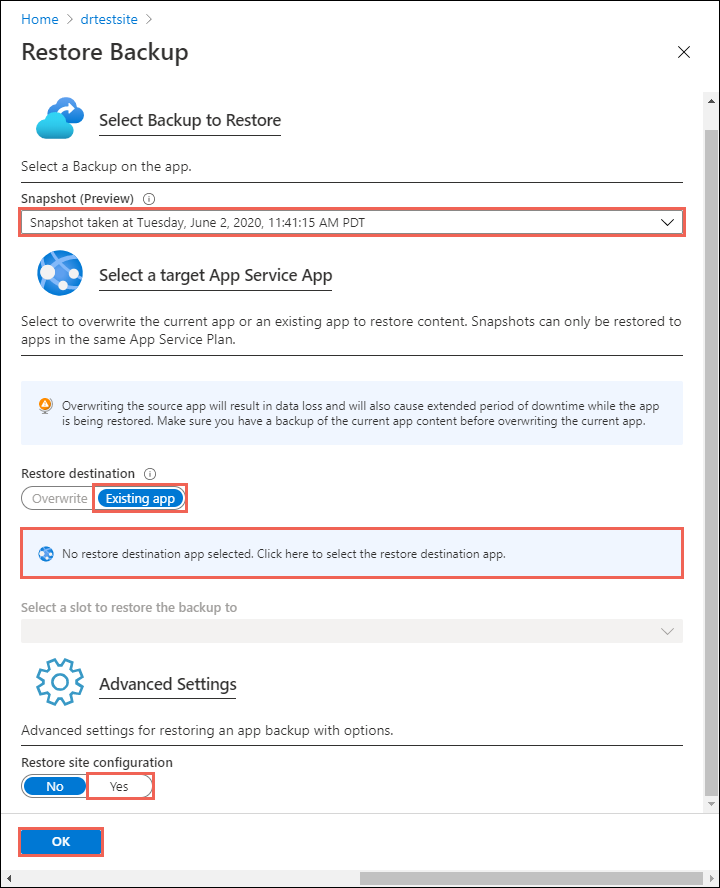 Home > drtestsite >
Restore Backup
Select Backup to Restore
Select a Backup on the app.
Snapshot (Preview)
Snapshot taken at Tuesday, June 2, 2020, 11:41:15 AM PDT
Select a target App Service App
Select to overwrite the current app or an existing app to restore content. Snapshots can only be restored to
apps in the same App Service Plan.
Overwriting the source app will result in data loss and will also cause extended period of downtime while the app
is being restored. Make sure you have a backup of the current app content before overwriting the current app.
Restore destination
Overwrite Existing app
No restore destination app selected. Click here to select the restore destination app.
Select a slot to restore the backup to
Advanced Settings
Advanced settings for restoring an app backup with options.
Restore site configuration
No Yes
OK